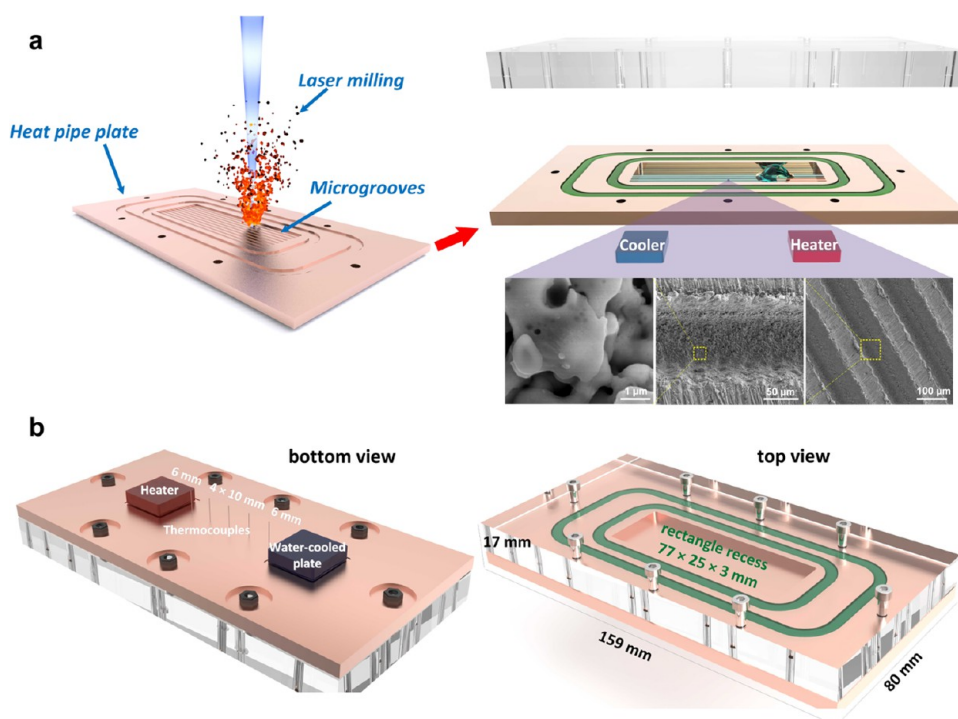 a
Laser milling
Heat pipe plate
Microgrooves
Cooler
Heater
1 μm
50 μm
100 μm
b
bottom view
6 mm
4 × 10 mm
6 mm
Heater
Thermocouples
Water-cooled
plate
top view
17 mm
rectangle recess
77 × 25 × 3 mm
159 mm
80 mm